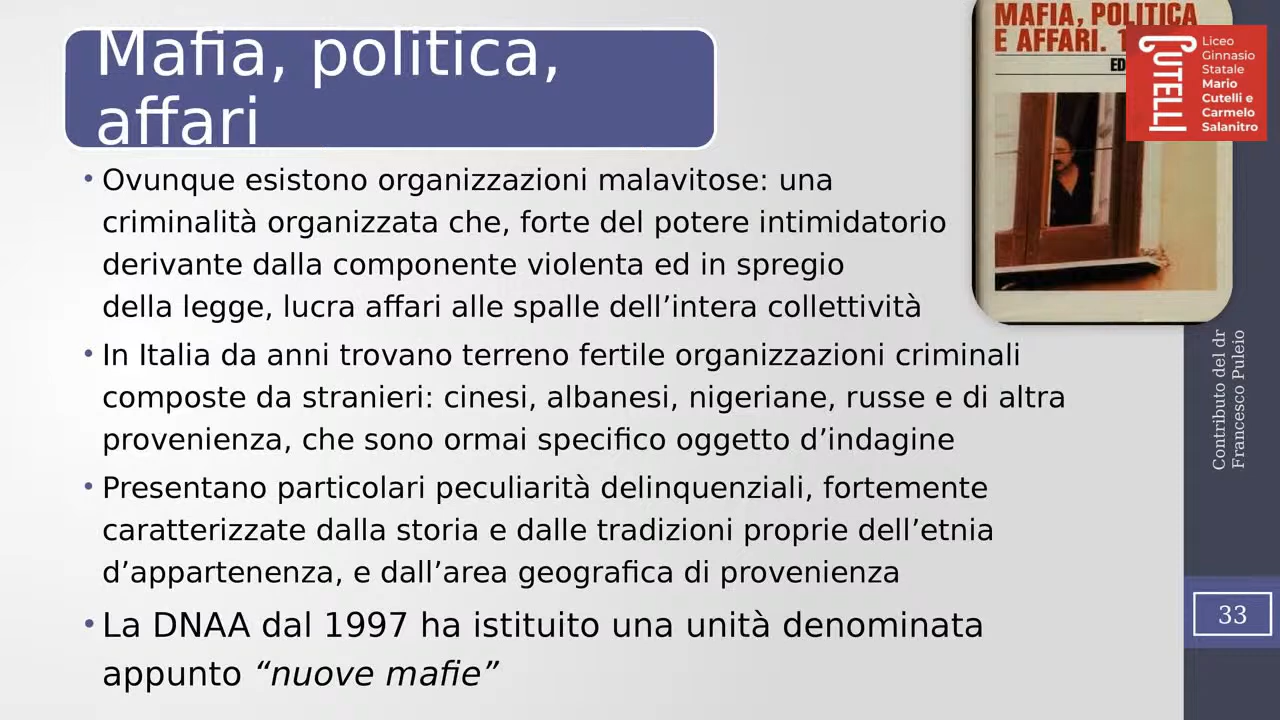 Mafia, politica,
affari
MAFIA, POLITICA
E AFFARI.
CUTELLI
Liceo
Ginnasio
Statale
Mario
Cutelli e
Carmelo
Salanitro
• Ovunque esistono organizzazioni malavitose: una
criminalità organizzata che, forte del potere intimidatorio
derivante dalla componente violenta ed in spregio
della legge, lucra affari alle spalle dell’intera collettività
• In Italia da anni trovano terreno fertile organizzazioni criminali
composte da stranieri: cinesi, albanesi, nigeriane, russe e di altra
provenienza, che sono ormai specifico oggetto d’indagine
• Presentano particolari peculiarità delinquenziali, fortemente
caratterizzate dalla storia e dalle tradizioni proprie dell’etnia
d’appartenenza, e dall’area geografica di provenienza
• La DNAA dal 1997 ha istituito una unità denominata
appunto “nuove mafie”
Contributo del dr
Francesco Puleio
33